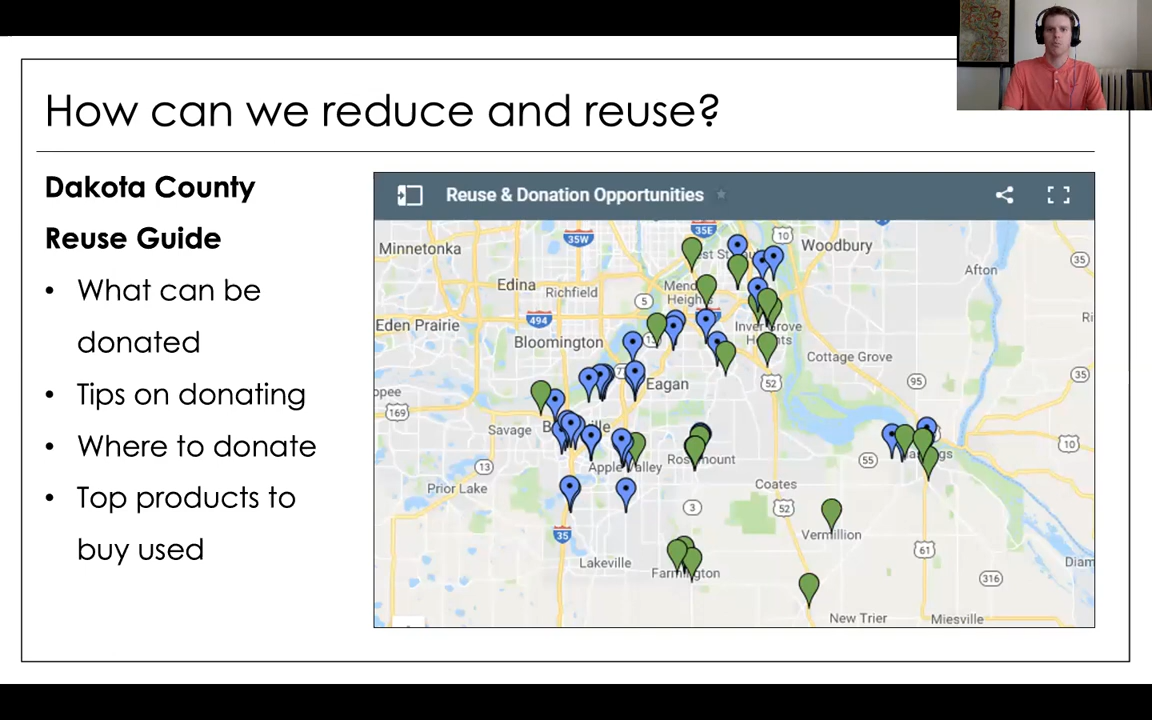 How can we reduce and reuse?
Dakota County
Reuse Guide
• What can be
donated
• Tips on donating
• Where to donate
• Top products to
buy used
Reuse & Donation Opportunities
35E
10
35W
Minnetonka
Woodbury
Afton
35
Edina
Richfield
5
Heights
494
Eden Prairie
Bloomington
Inver Grove
Heights
Cottage Grove
Eagan
52
95
35
169
Savage
10
55
13
Apple Valley
Prior Lake
Coates
3
52
35
Vermillion
61
Lakeville
Farmington
316
New Trier
Miesville